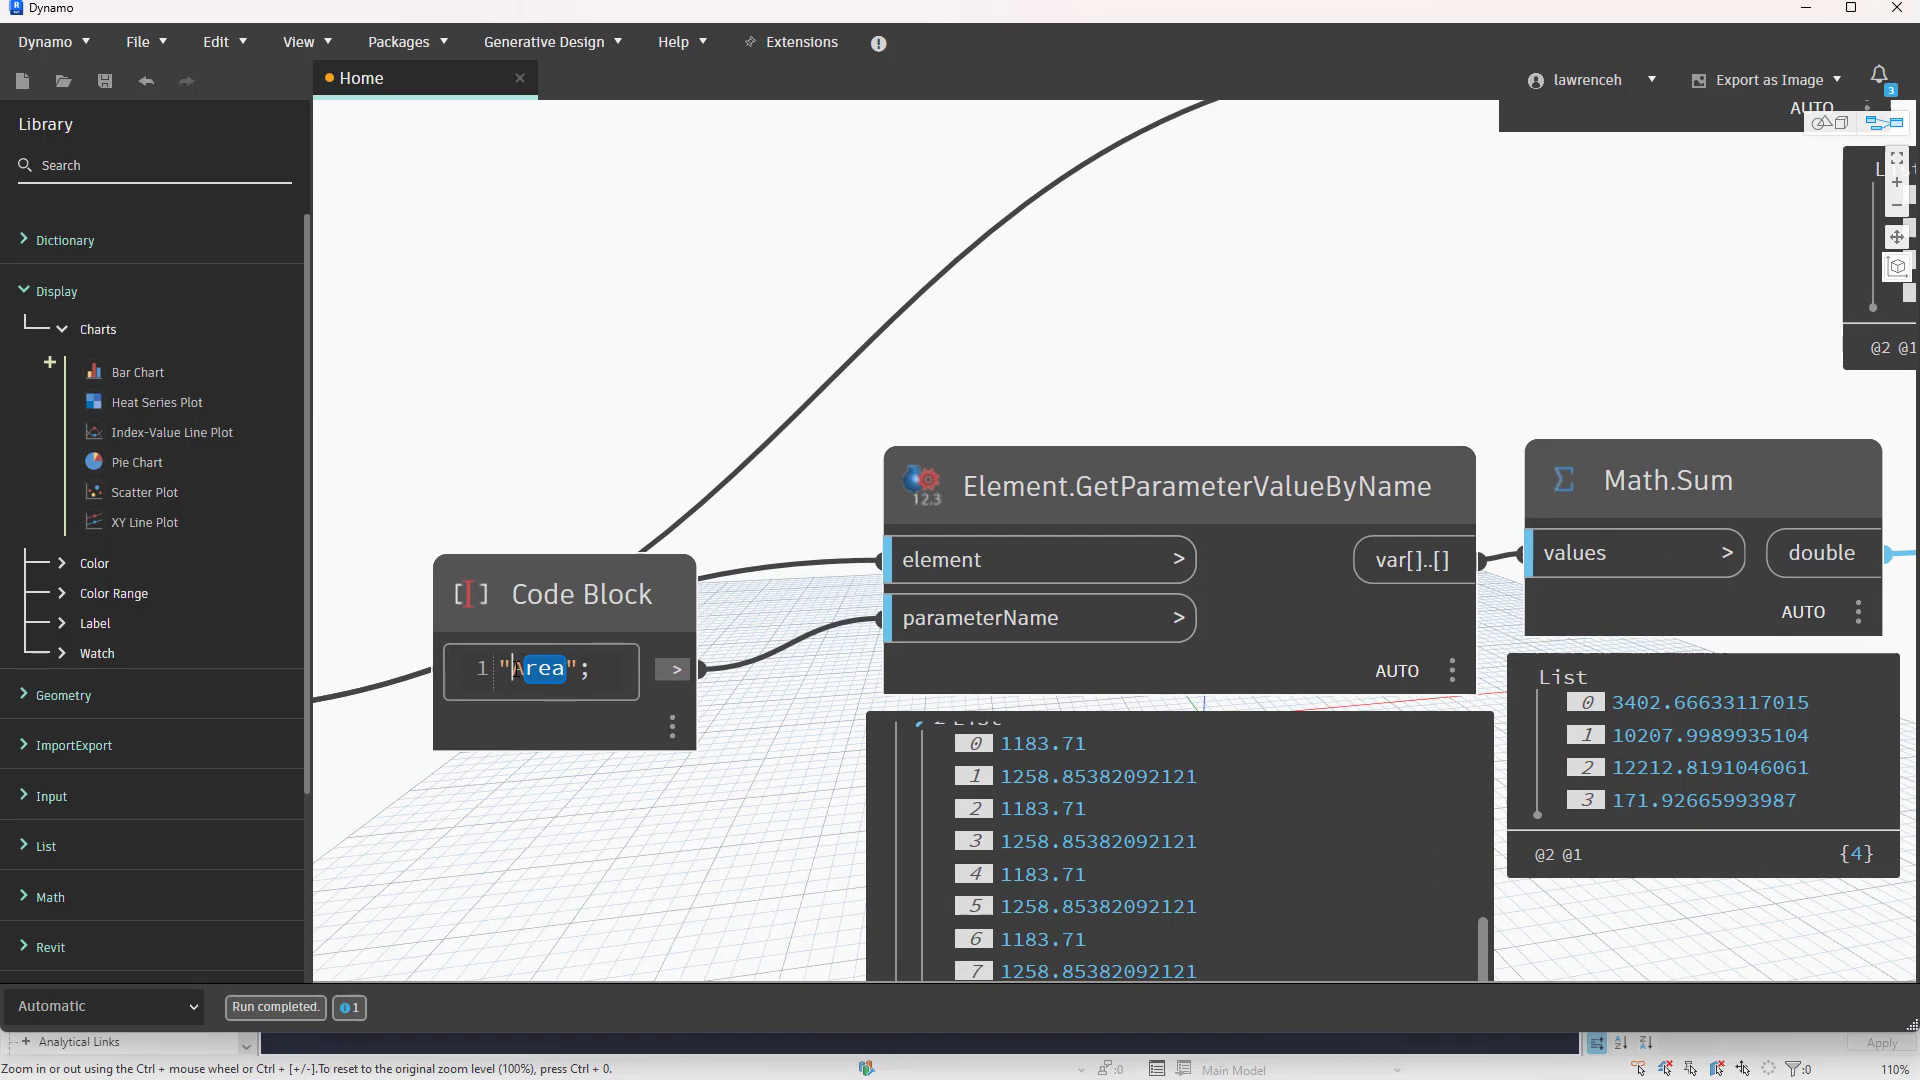 Dynamo
Dynamo File Edit View Packages Generative Design Help Extensions
Home
lawrenceh Export as Image 3
Library
Search
Dictionary
Display
Charts
Bar Chart
Heat Series Plot
Index-Value Line Plot
Pie Chart
Scatter Plot
XY Line Plot
Color
Color Range
Label
Watch
Geometry
ImportExport
Input
List
Math
Revit
AUTO
@2 @1
Code Block
1 "Area"; >
Element.GetParameterValueByName
12.3
element > var[]..[]
parameterName >
AUTO
Math.Sum
values > double
AUTO
2 List
0 1183.71
1 1258.85382092121
2 1183.71
3 1258.85382092121
4 1183.71
5 1258.85382092121
6 1183.71
7 1258.85382092121
List
0 3402.66633117015
1 10207.9989935104
2 12212.8191046061
3 171.92665993987
@2 @1 {4}
Automatic Run completed. 1
Analytical Links Apply
Zoom in or out using the Ctrl + mouse wheel or Ctrl + [+/-].To reset to the original zoom level (100%), press Ctrl + 0. :0 Main Model :0 110%